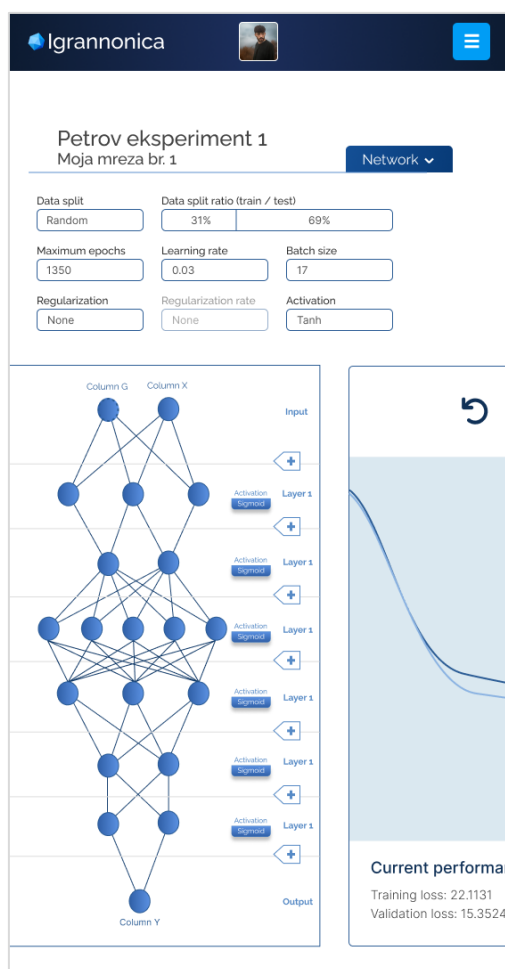 Igrannonica
Petrov eksperiment 1
Moja mreza br. 1
Network
Data split
Data split ratio (train / test)
Random
31%
69%
Maximum epochs
Learning rate
Batch size
1350
0.03
17
Regularization
Regularization rate
Activation
None
None
Tanh
Column G
Column X
Input
Activation
Sigmoid
Layer 1
Activation
Sigmoid
Layer 1
Activation
Sigmoid
Layer 1
Activation
Sigmoid
Layer 1
Activation
Sigmoid
Layer 1
Activation
Sigmoid
Layer 1
Output
Column Y
Current performa
Training loss: 22.1131
Validation loss: 15.3524